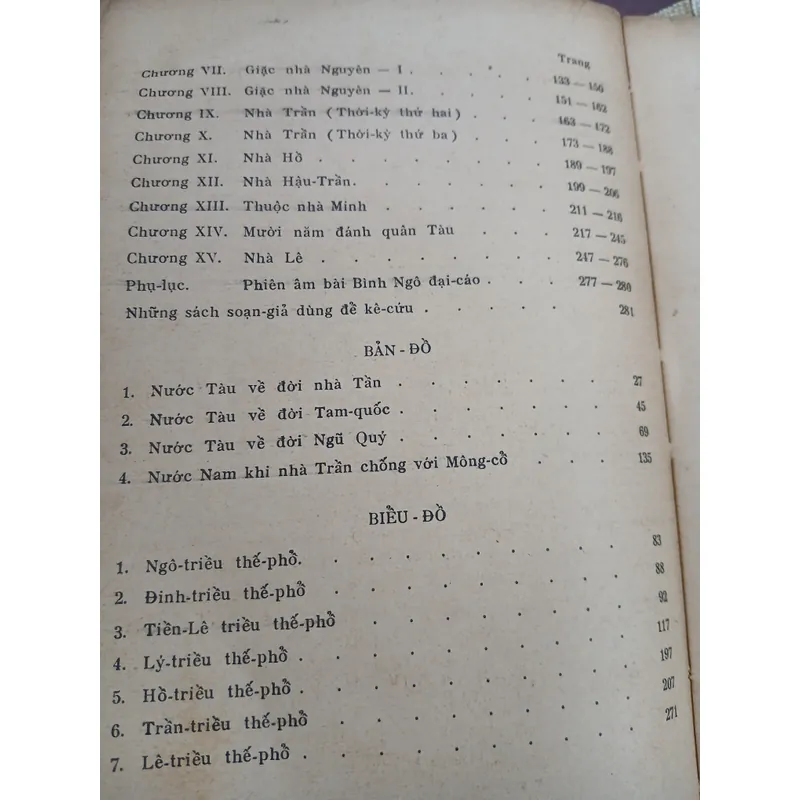 Trang
Chương VII. Giặc nhà Nguyên — I . . . 133 — 150
Chương VIII. Giặc nhà Nguyên — II. . . . 151 — 162
Chương IX. Nhà Trần (Thời-kỳ thứ hai) . . . 163 — 172
Chương X. Nhà Trần (Thời-kỳ thứ ba) . . . 173 — 188
Chương XI. Nhà Hồ . . . . . . 189 — 197
Chương XII. Nhà Hậu-Trần. . . . . . 199 — 206
Chương XIII. Thuộc nhà Minh . . . . . 211 — 216
Chương XIV. Mười năm đánh quân Tàu . . . 217 — 245
Chương XV. Nhà Lê . . . . . . 247 — 276
Phụ-lục. Phiên âm bài Bình Ngô đại-cáo . . . 277 — 280
Những sách soạn-giả dùng để kê-cứu . . . . . 281
BẢN - ĐỒ
1. Nước Tàu về đời nhà Tần . . . . . . 27
2. Nước Tàu về đời Tam-quốc . . . . . . 45
3. Nước Tàu về đời Ngũ Quý . . . . . . 69
4. Nước Nam khi nhà Trần chống với Mông-cổ . . . 135
BIỂU - ĐỒ
1. Ngô-triều thế-phổ. . . . . . . . . 83
2. Đinh-triều thế-phổ . . . . . . . . 88
3. Tiền-Lê triều thế-phổ . . . . . . . 92
4. Lý-triều thế-phổ . . . . . . . . . 117
5. Hồ-triều thế-phổ . . . . . . . . . 197
6. Trần-triều thế-phổ . . . . . . . . 207
7. Lê-triều thế-phổ . . . . . . . . . 271